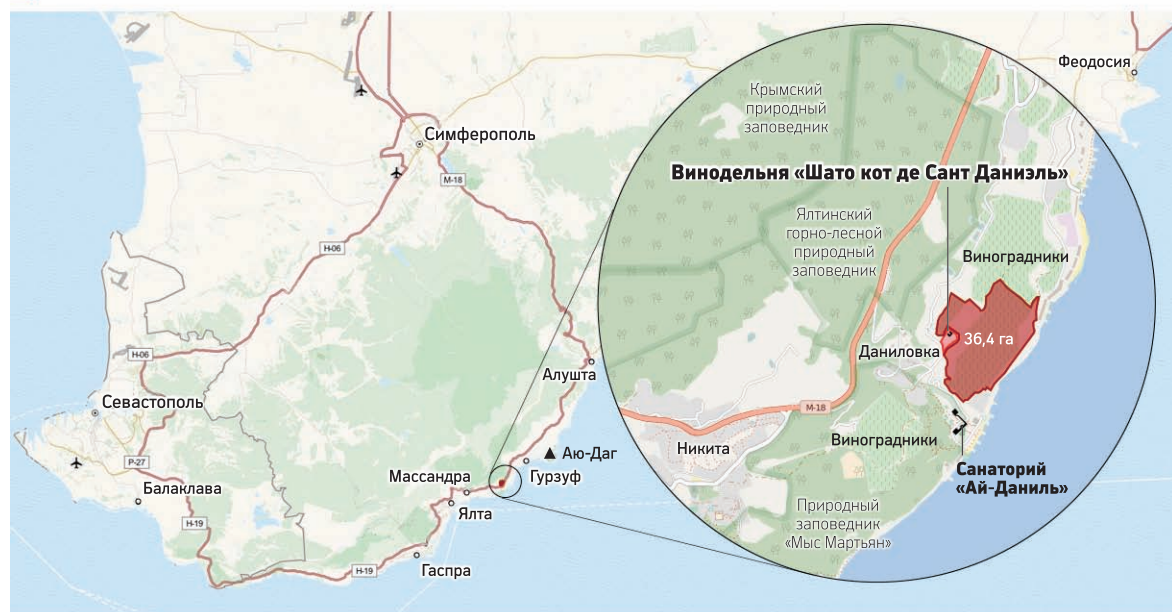 Симферополь
М-18
Н-06
Н-06
Севастополь
Р-27
Балаклава
Н-19
Н-19
Массандра
Ялта
Гаспра
Алушта
▲ Аю-Даг
Гурзуф
Феодосия
Крымский
природный
заповедник
Винодельня «Шато кот де Сант Даниэль»
Ялтинский
горно-лесной
природный
заповедник
Виноградники
36,4 га
Даниловка
М-18
Никита
Виноградники
Санаторий
«Ай-Даниль»
Природный
заповедник
«Мыс Мартьян»